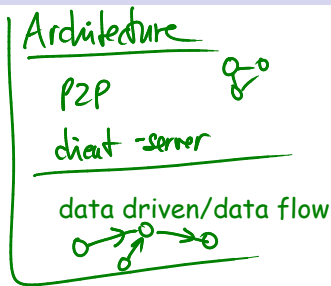 Architecture
P2P
client-server
data driven/data flow